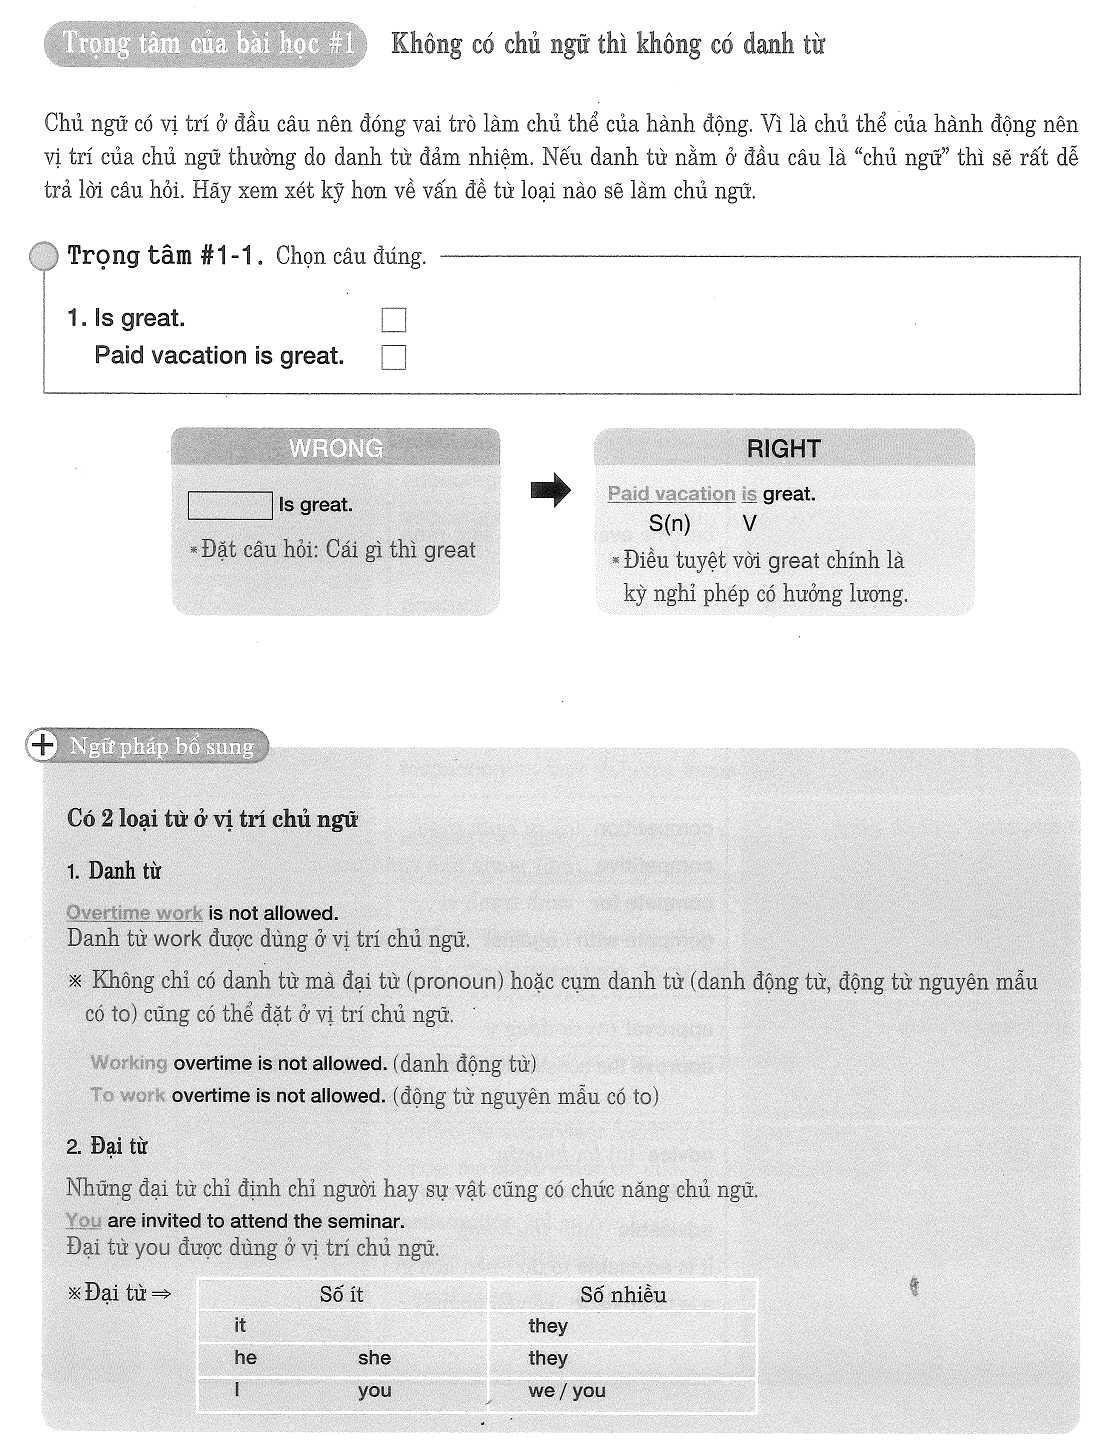 Trọng tâm của bài học #1 Không có chủ ngữ thì không có danh từ
Chủ ngữ có vị trí ở đầu câu nên đóng vai trò làm chủ thể của hành động. Vì là chủ thể của hành động nên
vị trí của chủ ngữ thường do danh từ đảm nhiệm. Nếu danh từ nằm ở đầu câu là “chủ ngữ” thì sẽ rất dễ
trả lời câu hỏi. Hãy xem xét kỹ hơn về vấn đề từ loại nào sẽ làm chủ ngữ.
Trọng tâm #1-1. Chọn câu đúng.
1. Is great.
Paid vacation is great.
WRONG
Is great.
*Đặt câu hỏi: Cái gì thì great
RIGHT
Paid vacation is great.
S(n) V
*Điều tuyệt vời great chính là
kỳ nghỉ phép có hưởng lương.
+ Ngữ pháp bổ sung
Có 2 loại từ ở vị trí chủ ngữ
1. Danh từ
Overtime work is not allowed.
Danh từ work được dùng ở vị trí chủ ngữ.
※ Không chỉ có danh từ mà đại từ (pronoun) hoặc cụm danh từ (danh động từ, động từ nguyên mẫu
có to) cũng có thể đặt ở vị trí chủ ngữ.
Working overtime is not allowed. (danh động từ)
To work overtime is not allowed. (động từ nguyên mẫu có to)
2. Đại từ
Những đại từ chỉ định chỉ người hay sự vật cũng có chức năng chủ ngữ.
You are invited to attend the seminar.
Đại từ you được dùng ở vị trí chủ ngữ.
※Đại từ ⇒ Số ít Số nhiều
it they
he she they
I you we / you